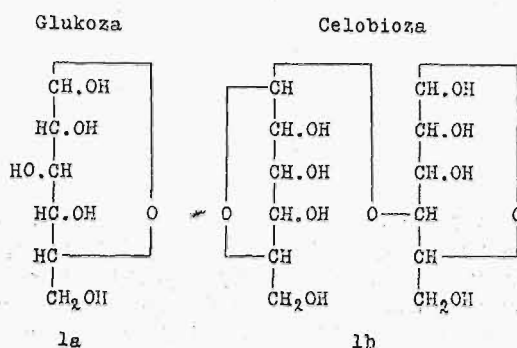 Glukoza Celobioza
CH.OH CH CH.OH
HC.OH CH.OH CH.OH
HO.CH CH.OH CH.OH
HC.OH O O CH.OH O CH O
HC CH CH
CH₂OH CH₂OH CH₂OH
1a 1b